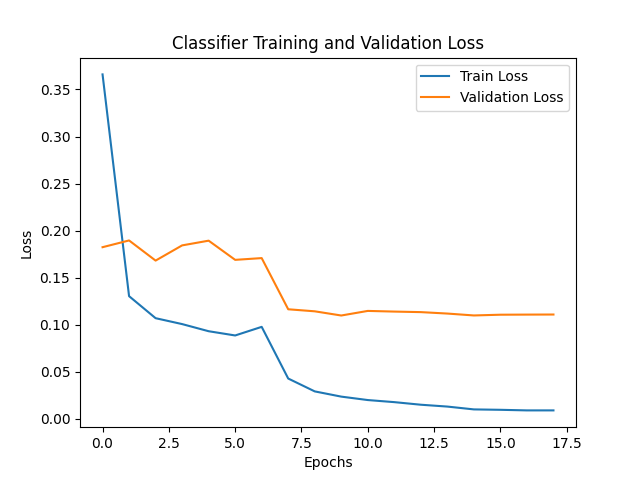 Classifier Training and Validation Loss
Train Loss
Validation Loss
0.35
0.30
0.25
0.20
0.15
0.10
0.05
0.00
Loss
0.0 2.5 5.0 7.5 10.0 12.5 15.0 17.5
Epochs